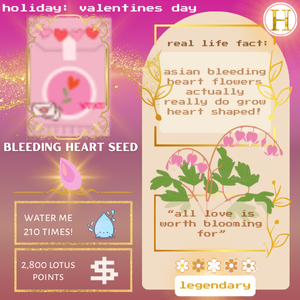 holiday: valentines day
H
real life fact:
asian bleeding
heart flowers
actually
really do grow
heart shaped!
BLEEDING HEART SEED
WATER ME
210 TIMES!
2,800 LOTUS
POINTS
"all love is
worth blooming
for"
legendary